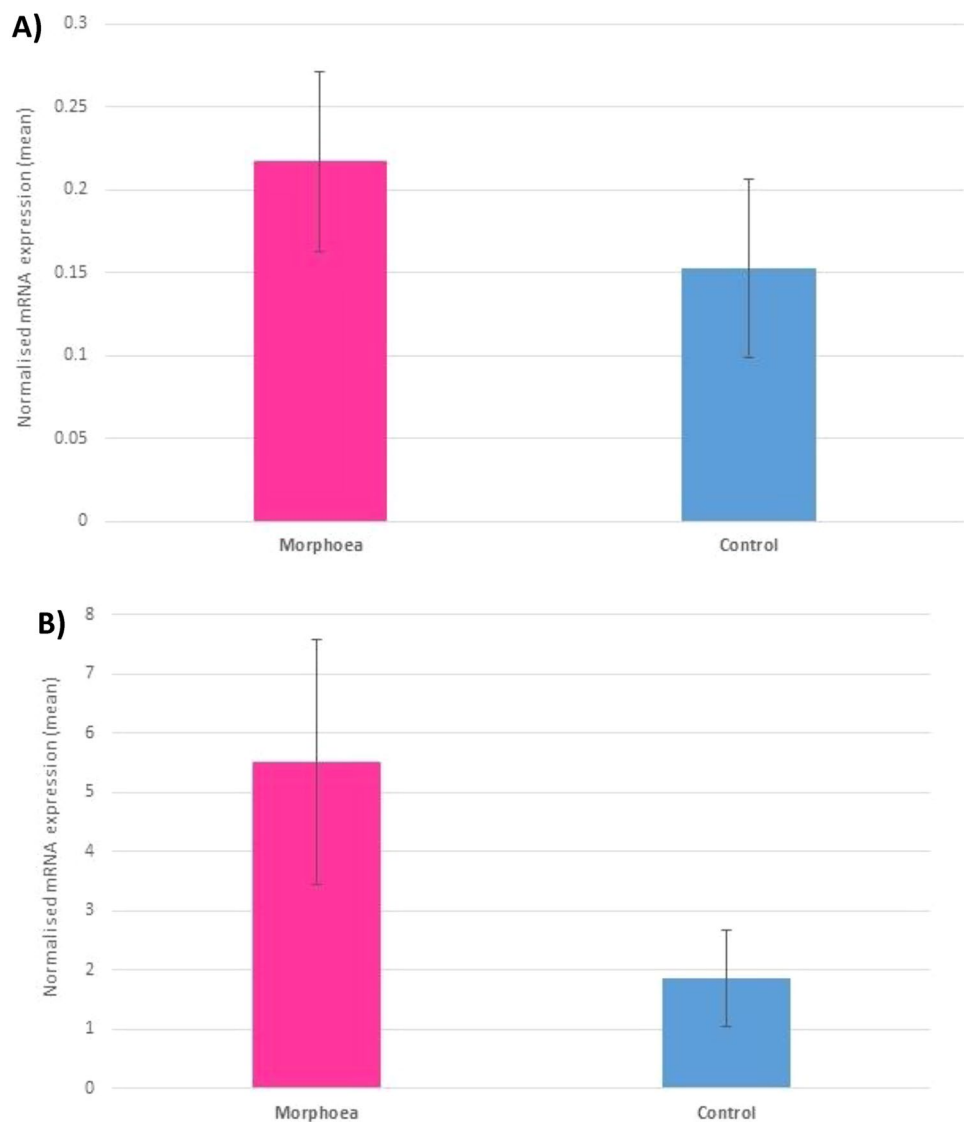 A)
Normalised mRNA expression (mean)
0.3
0.25
0.2
0.15
0.1
0.05
0
Morphoea
Control
B)
Normalised mRNA expression (mean)
8
7
6
5
4
3
2
1
0
Morphoea
Control